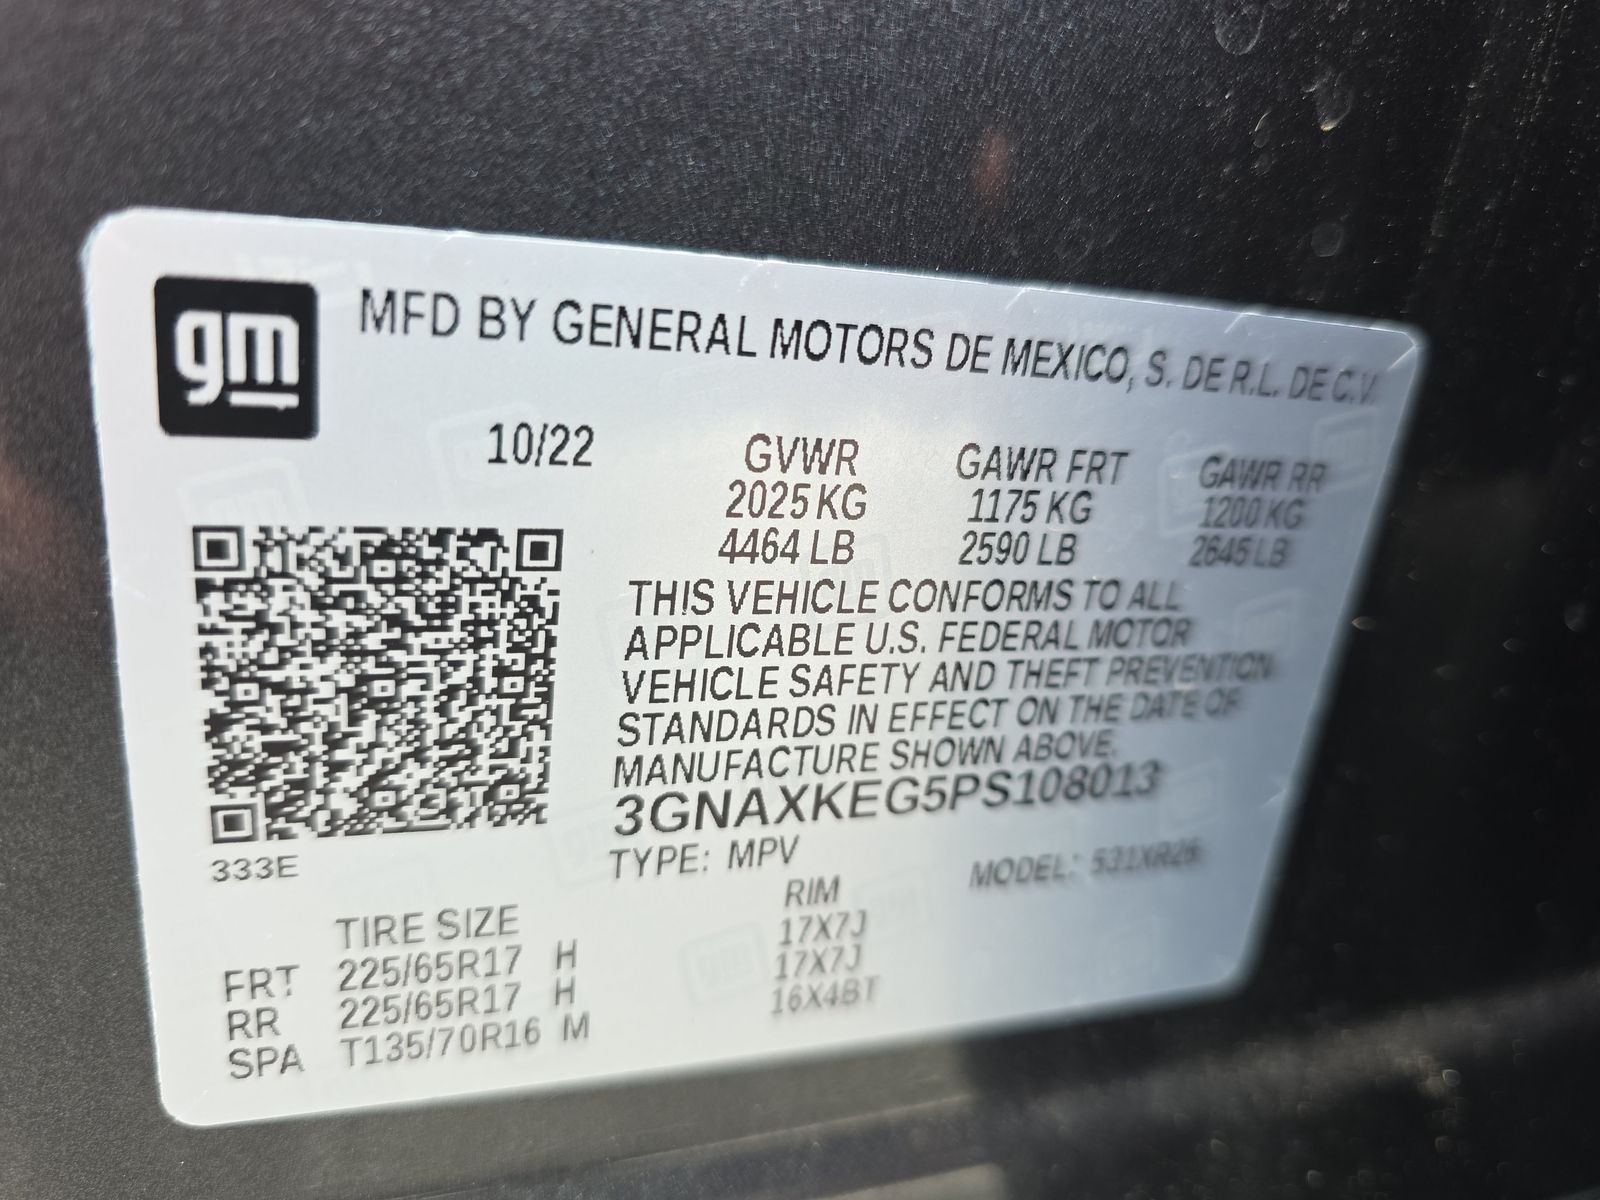 gm
MFD BY GENERAL MOTORS DE MEXICO, S. DE R.L. DE C.V.
10/22
GVWR GAWR FRT GAWR RR
2025 KG 1175 KG 1200 KG
4464 LB 2590 LB 2645 LB
THIS VEHICLE CONFORMS TO ALL
APPLICABLE U.S. FEDERAL MOTOR
VEHICLE SAFETY AND THEFT PREVENTION
STANDARDS IN EFFECT ON THE DATE OF
MANUFACTURE SHOWN ABOVE.
3GNAXKEG5PS108013
333E
TYPE: MPV MODEL: 531XR26
TIRE SIZE RIM
FRT 225/65R17 H 17X7J
RR 225/65R17 H 17X7J
SPA T135/70R16 M 16X4BT